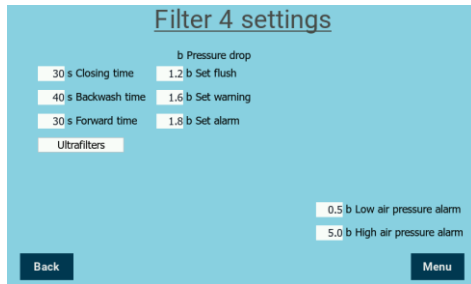 Filter 4 settings
b Pressure drop
30 s Closing time 1.2 b Set flush
40 s Backwash time 1.6 b Set warning
30 s Forward time 1.8 b Set alarm
Ultrafilters
0.5 b Low air pressure alarm
5.0 b High air pressure alarm
Back Menu